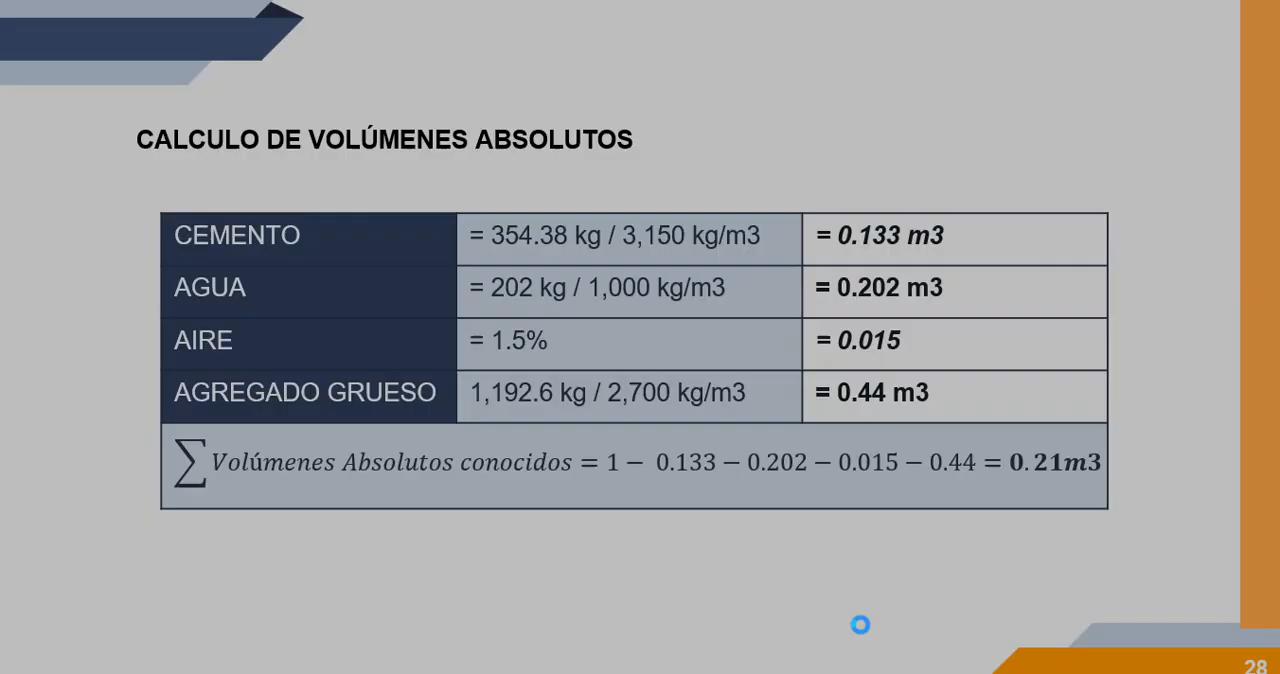 CALCULO DE VOLÚMENES ABSOLUTOS
CEMENTO = 354.38 kg / 3,150 kg/m3 = 0.133 m3
AGUA = 202 kg / 1,000 kg/m3 = 0.202 m3
AIRE = 1.5% = 0.015
AGREGADO GRUESO 1,192.6 kg / 2,700 kg/m3 = 0.44 m3
∑ Volúmenes Absolutos conocidos = 1 − 0.133 − 0.202 − 0.015 − 0.44 = 0.21m3
28